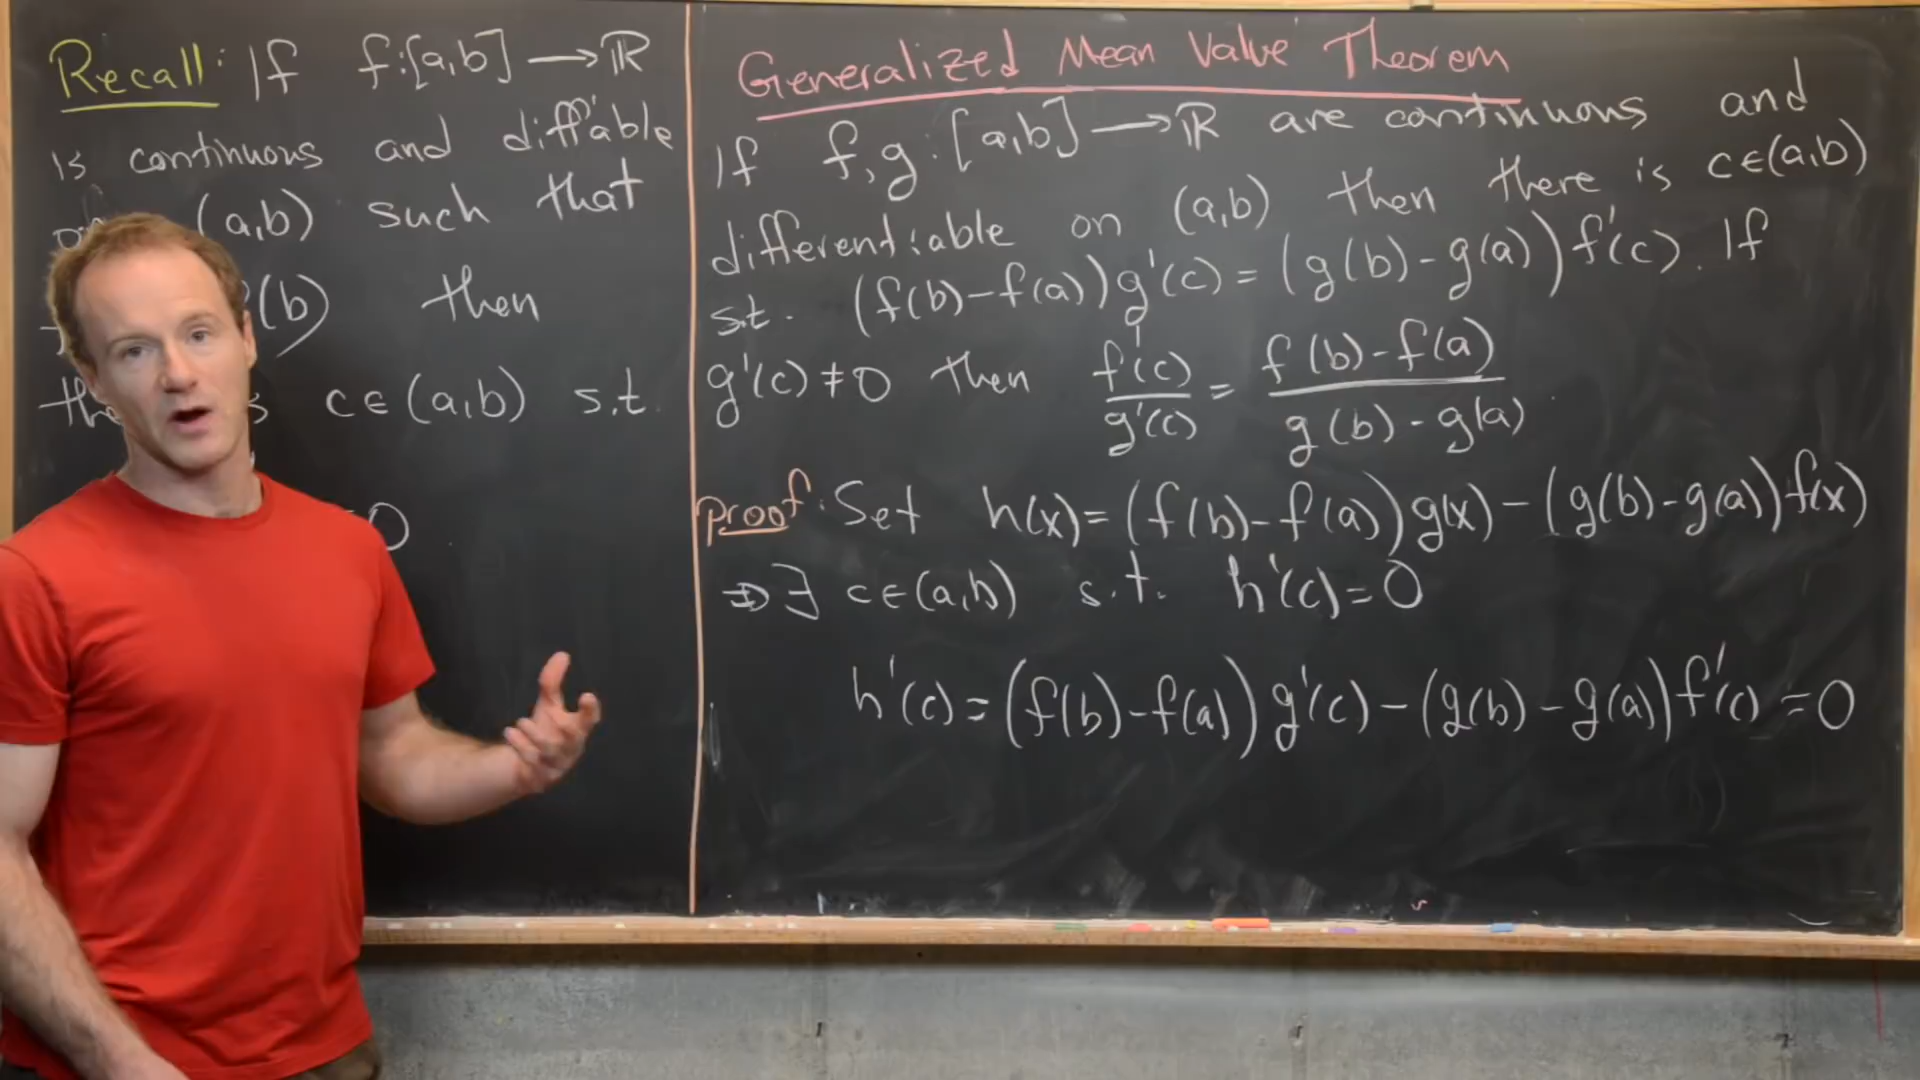 Recall: If f:[a,b] → ℝ
is continuous and diff'able
(a,b) such that
(b) then
c∈(a,b) s.t.
=0
Generalized Mean Value Theorem
If f,g:[a,b] → ℝ are continuous and
differentiable on (a,b) then there is c∈(a,b)
s.t. (f(b)-f(a))g'(c)=(g(b)-g(a))f'(c). If
g'(c)≠0 then f'(c)/g'(c) = (f(b)-f(a))/(g(b)-g(a)).
proof: Set h(x)=(f(b)-f(a))g(x)-(g(b)-g(a))f(x)
⇒ ∃ c∈(a,b) s.t. h'(c)=0
h'(c)=(f(b)-f(a))g'(c)-(g(b)-g(a))f'(c)=0